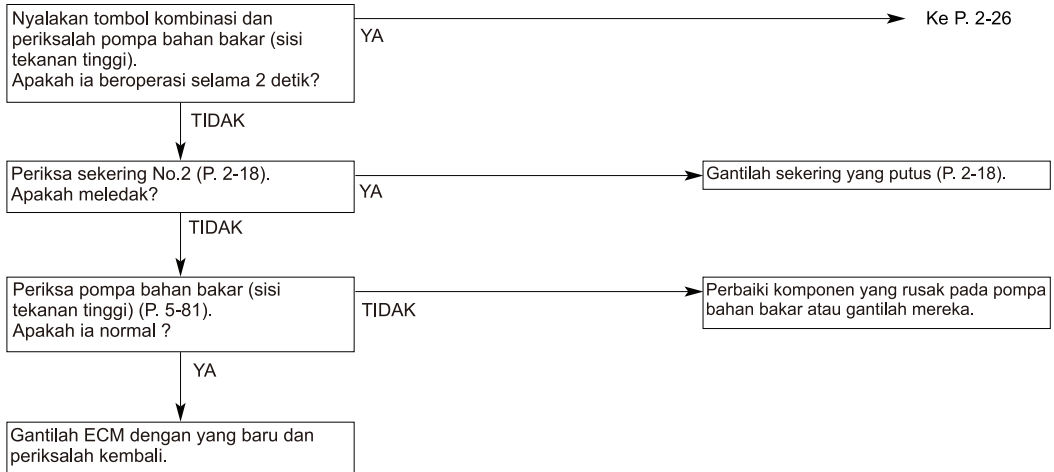 Nyalakan tombol kombinasi dan
periksalah pompa bahan bakar (sisi
tekanan tinggi).
Apakah ia beroperasi selama 2 detik?
YA
Ke P. 2-26
TIDAK
Periksa sekering No.2 (P. 2-18).
Apakah meledak?
YA
Gantilah sekering yang putus (P. 2-18).
TIDAK
Periksa pompa bahan bakar (sisi
tekanan tinggi) (P. 5-81).
Apakah ia normal ?
TIDAK
Perbaiki komponen yang rusak pada pompa
bahan bakar atau gantilah mereka.
YA
Gantilah ECM dengan yang baru dan
periksalah kembali.